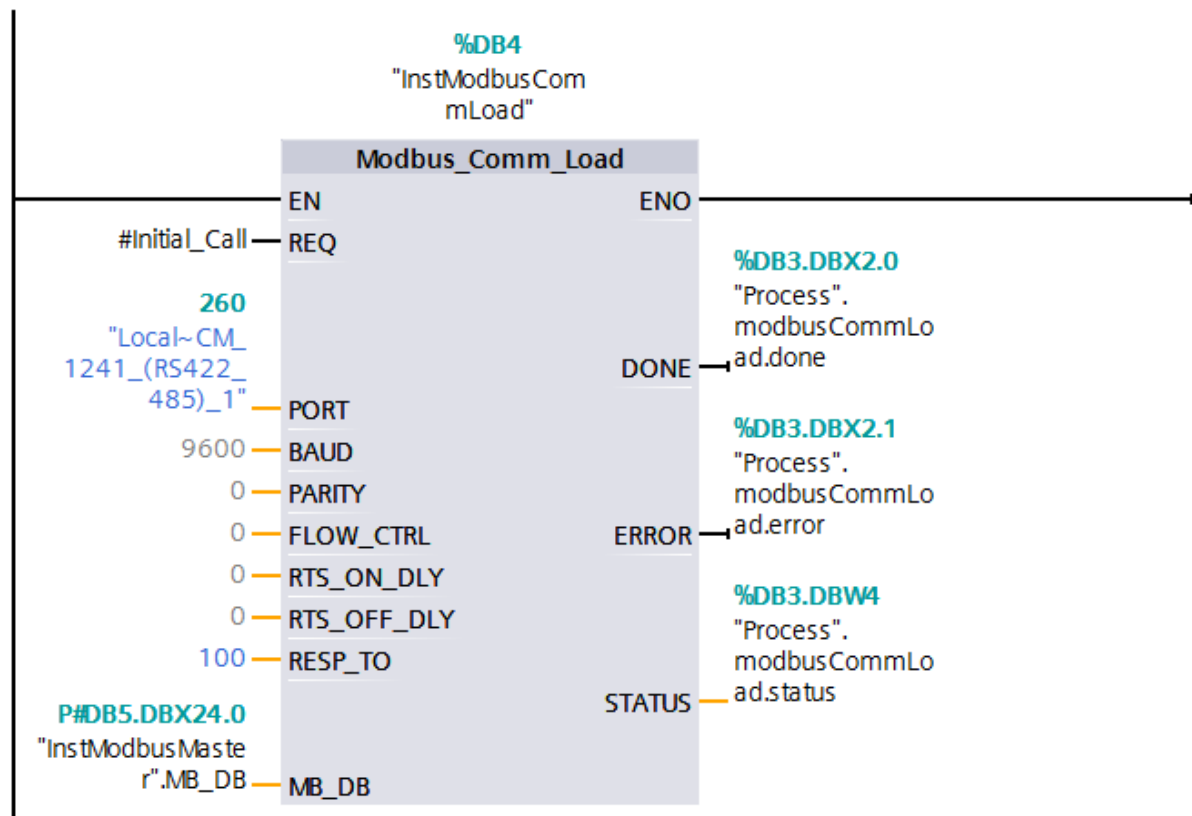 %DB4
"InstModbusCom
mLoad"
Modbus_Comm_Load
EN
ENO
#Initial_Call
REQ
%DB3.DBX2.0
"Process".
modbusCommLo
ad.done
DONE
260
"Local~CM_
1241_(RS422_
485)_1"
PORT
%DB3.DBX2.1
"Process".
modbusCommLo
ad.error
ERROR
9600
BAUD
0
PARITY
0
FLOW_CTRL
0
RTS_ON_DLY
0
RTS_OFF_DLY
100
RESP_TO
%DB3.DBW4
"Process".
modbusCommLo
ad.status
STATUS
P#DB5.DBX24.0
"InstModbusMaste
r".MB_DB
MB_DB